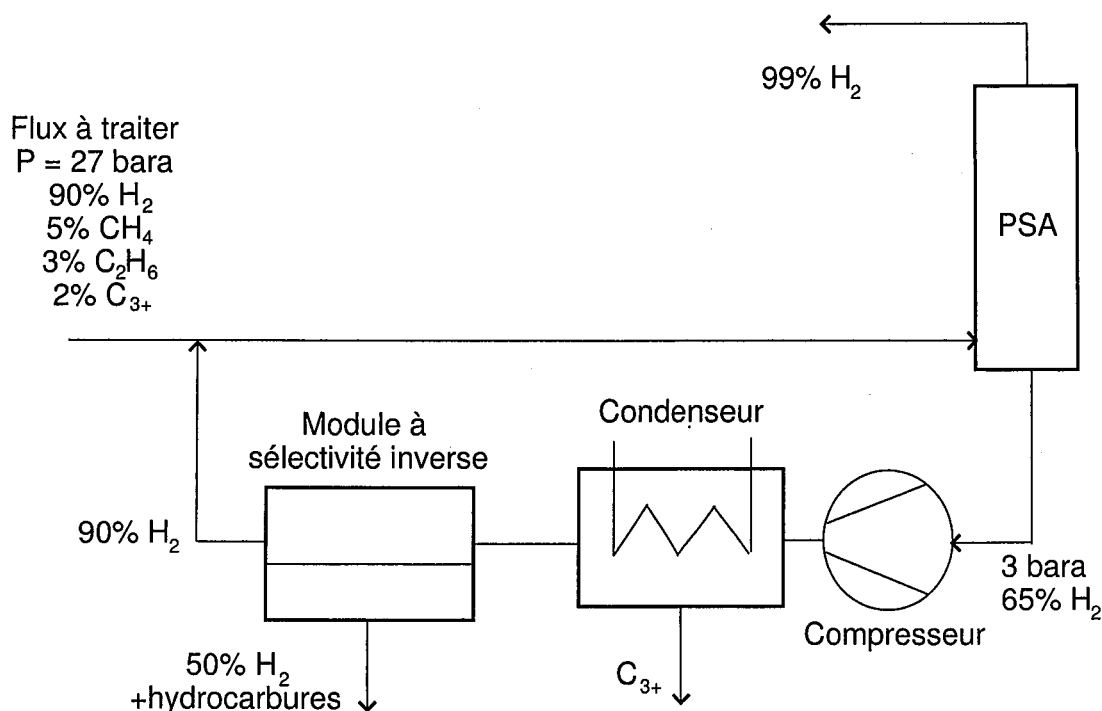 99% H₂
Flux à traiter
P = 27 bara
90% H₂
5% CH₄
3% C₂H₆
2% C₃₊
PSA
Module à
sélectivité inverse
Condenseur
90% H₂
3 bara
65% H₂
Compresseur
50% H₂
+hydrocarbures
C₃₊